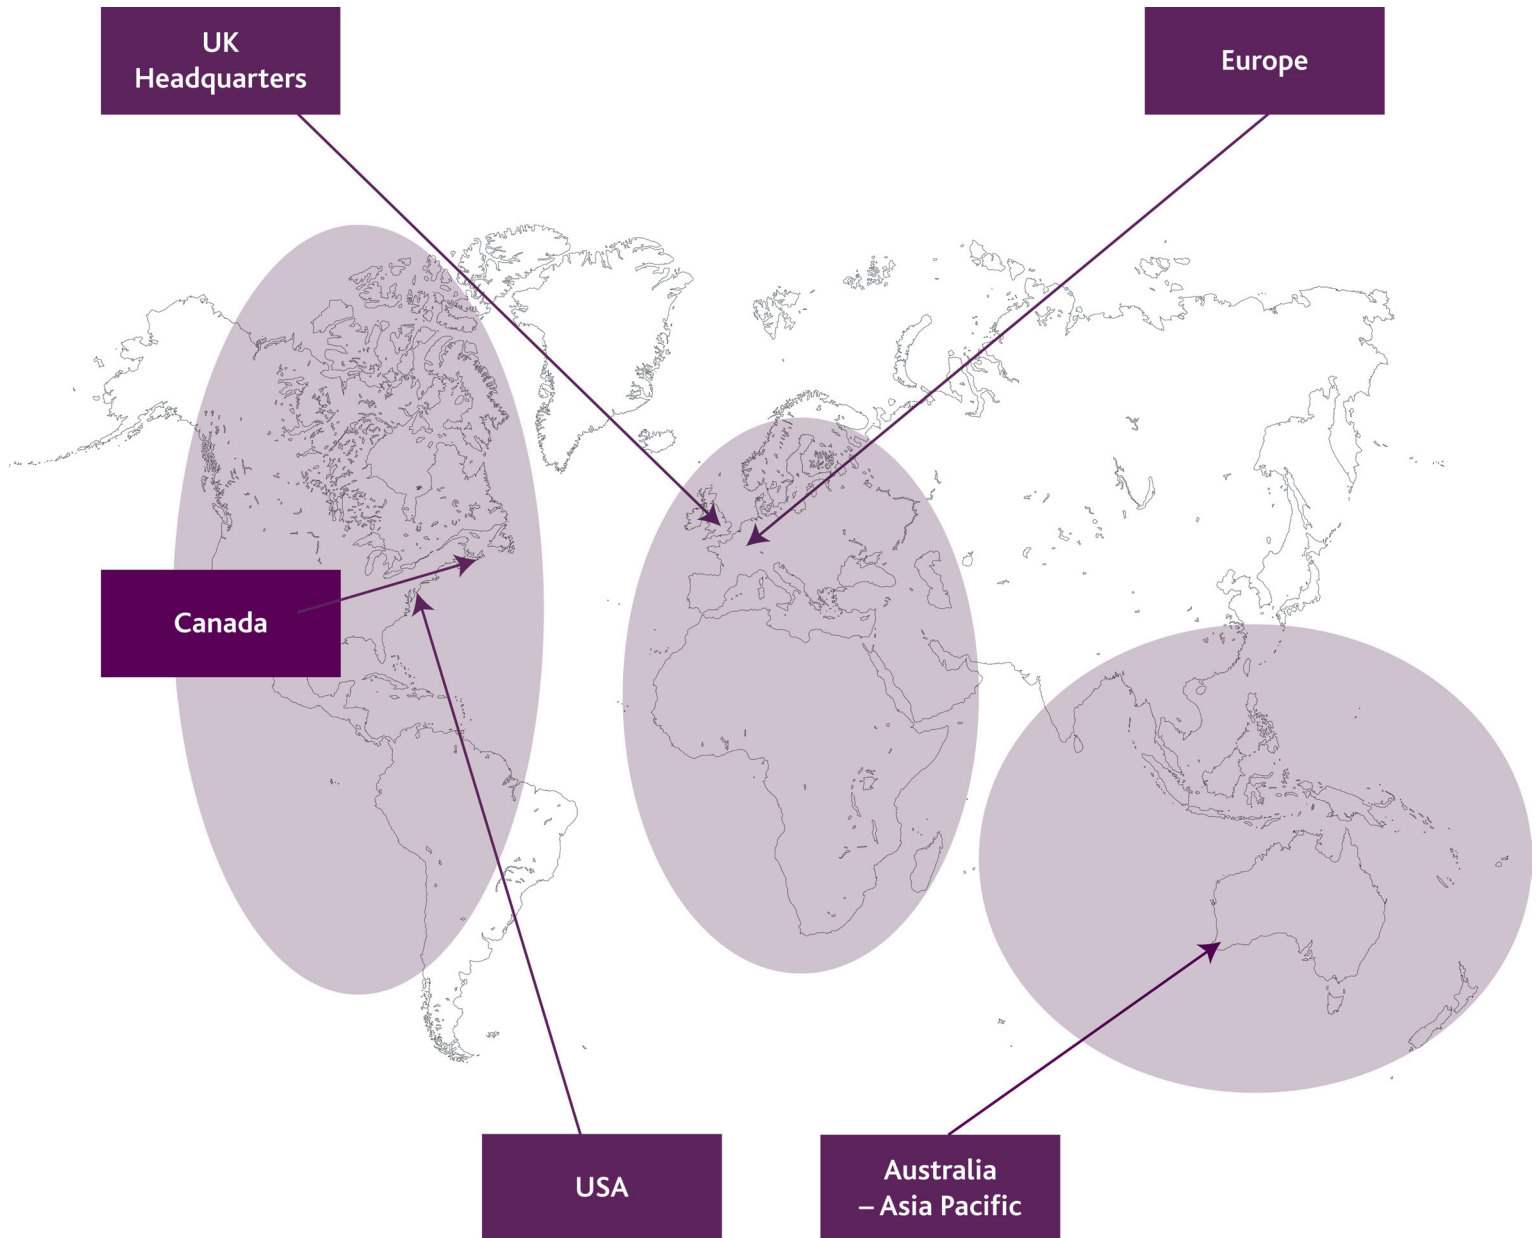 UK
Headquarters
Europe
Canada
USA
Australia
– Asia Pacific